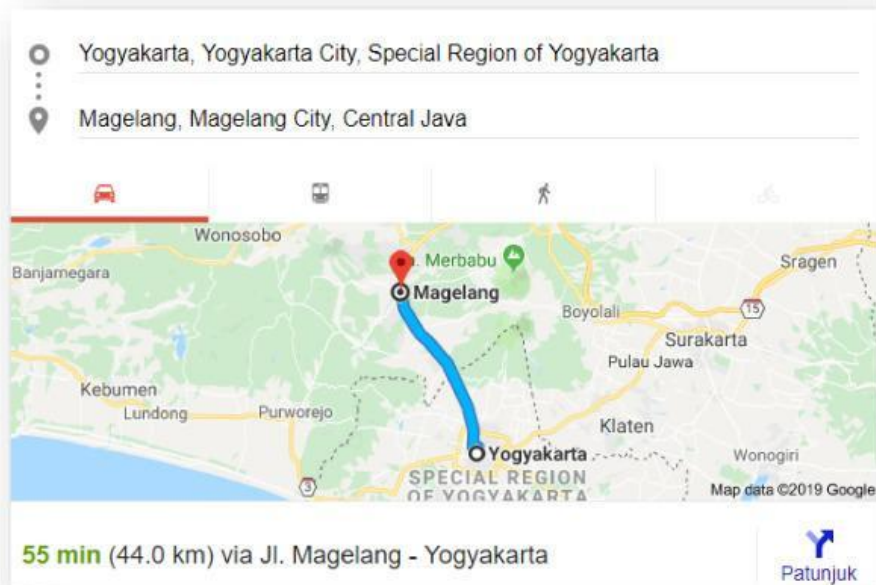 Yogyakarta, Yogyakarta City, Special Region of Yogyakarta
Magelang, Magelang City, Central Java
Wonosobo
Merbabu
Sragen
Banjarnegara
Magelang
Boyolali
15
Surakarta
Pulau Jawa
Kebumen
Lundong
Purworejo
Klaten
Yogyakarta
Wonogiri
SPECIAL REGION
OF YOGYAKARTA
3
Map data ©2019 Google
55 min (44.0 km) via Jl. Magelang - Yogyakarta
Patunjuk